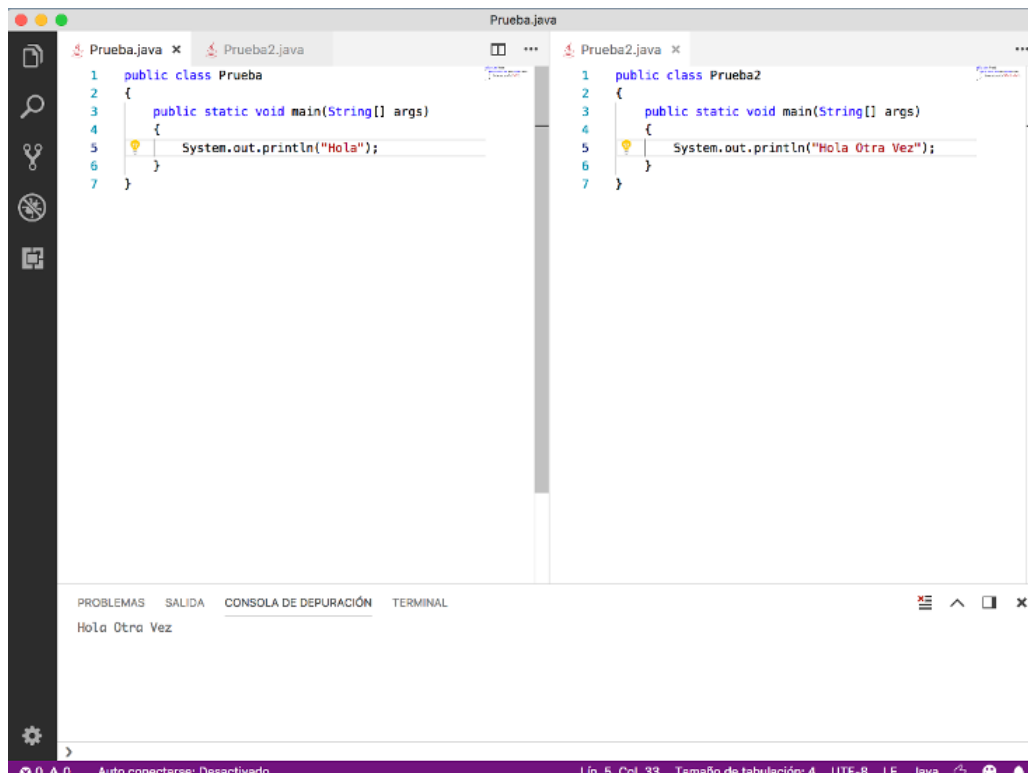 Prueba.java
Prueba.java × Prueba2.java
1 public class Prueba
2 {
3 public static void main(String[] args)
4 {
5 System.out.println("Hola");
6 }
7 }
Prueba2.java ×
1 public class Prueba2
2 {
3 public static void main(String[] args)
4 {
5 System.out.println("Hola Otra Vez");
6 }
7 }
PROBLEMAS SALIDA CONSOLA DE DEPURACIÓN TERMINAL
Hola Otra Vez
0 0 Auto conectarse: Desactivado Lín. 5, Col. 33 Tamaño de tabulación: 4 UTF-8 LF Java